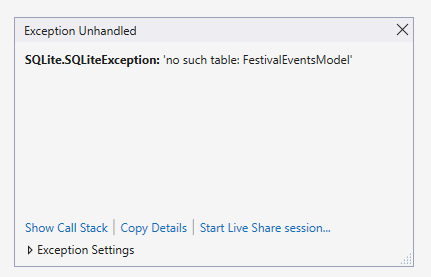 Exception Unhandled
SQLite.SQLiteException: 'no such table: FestivalEventsModel'
Show Call Stack | Copy Details | Start Live Share session...
Exception Settings